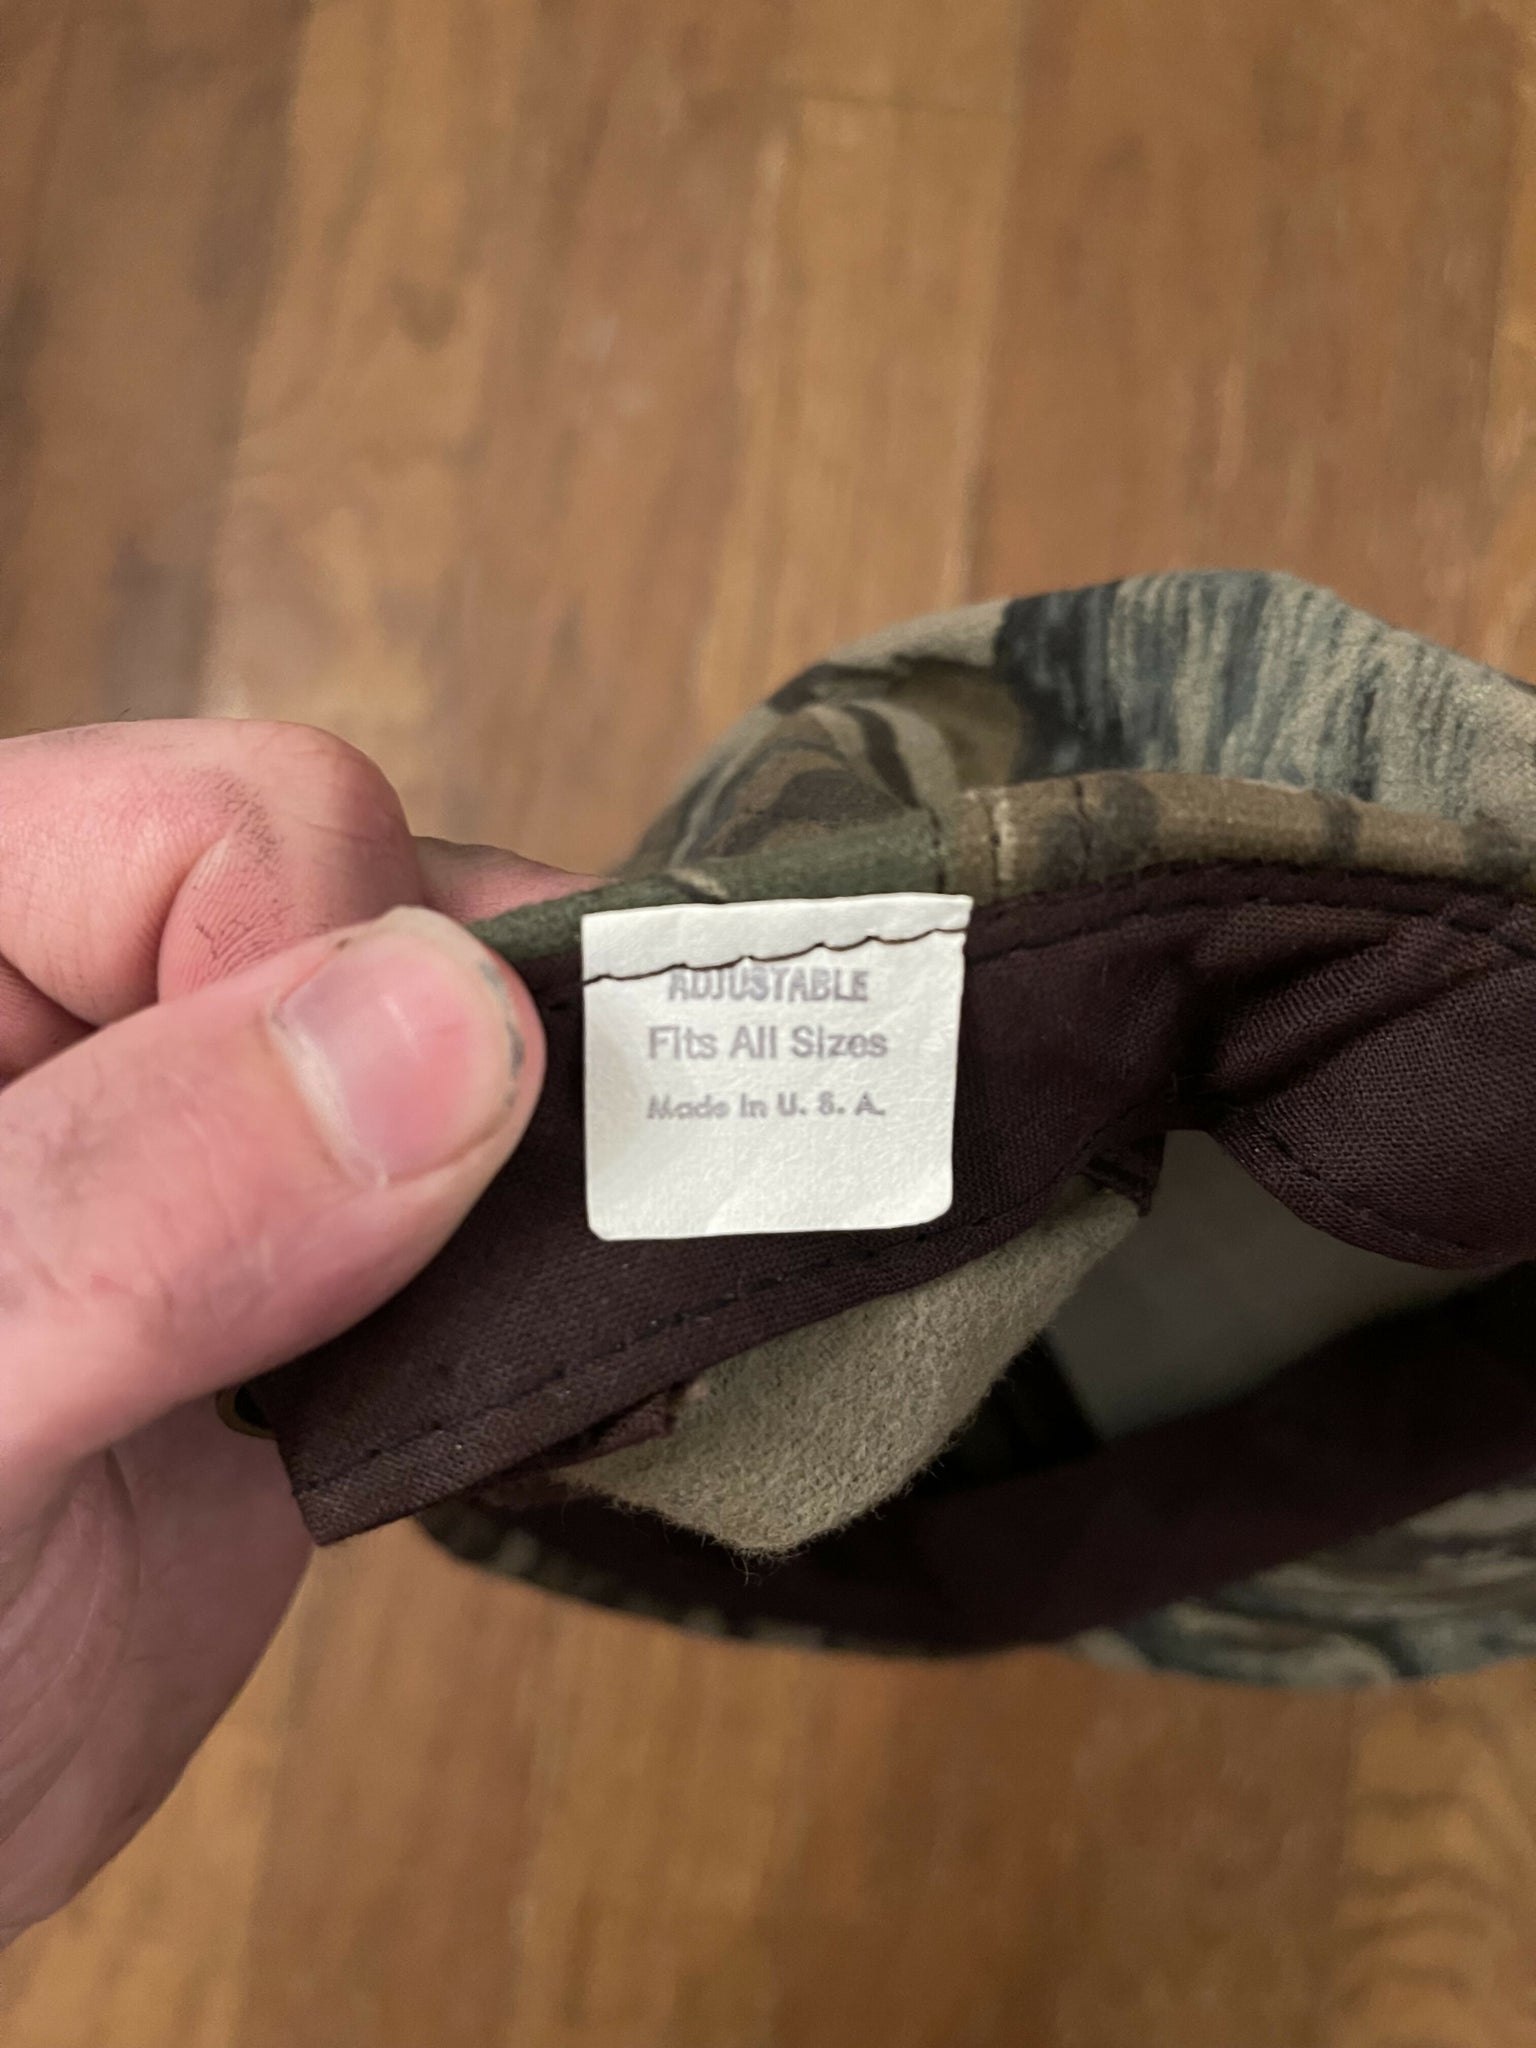 ADJUSTABLE
Fits All Sizes
Made In U. S. A.